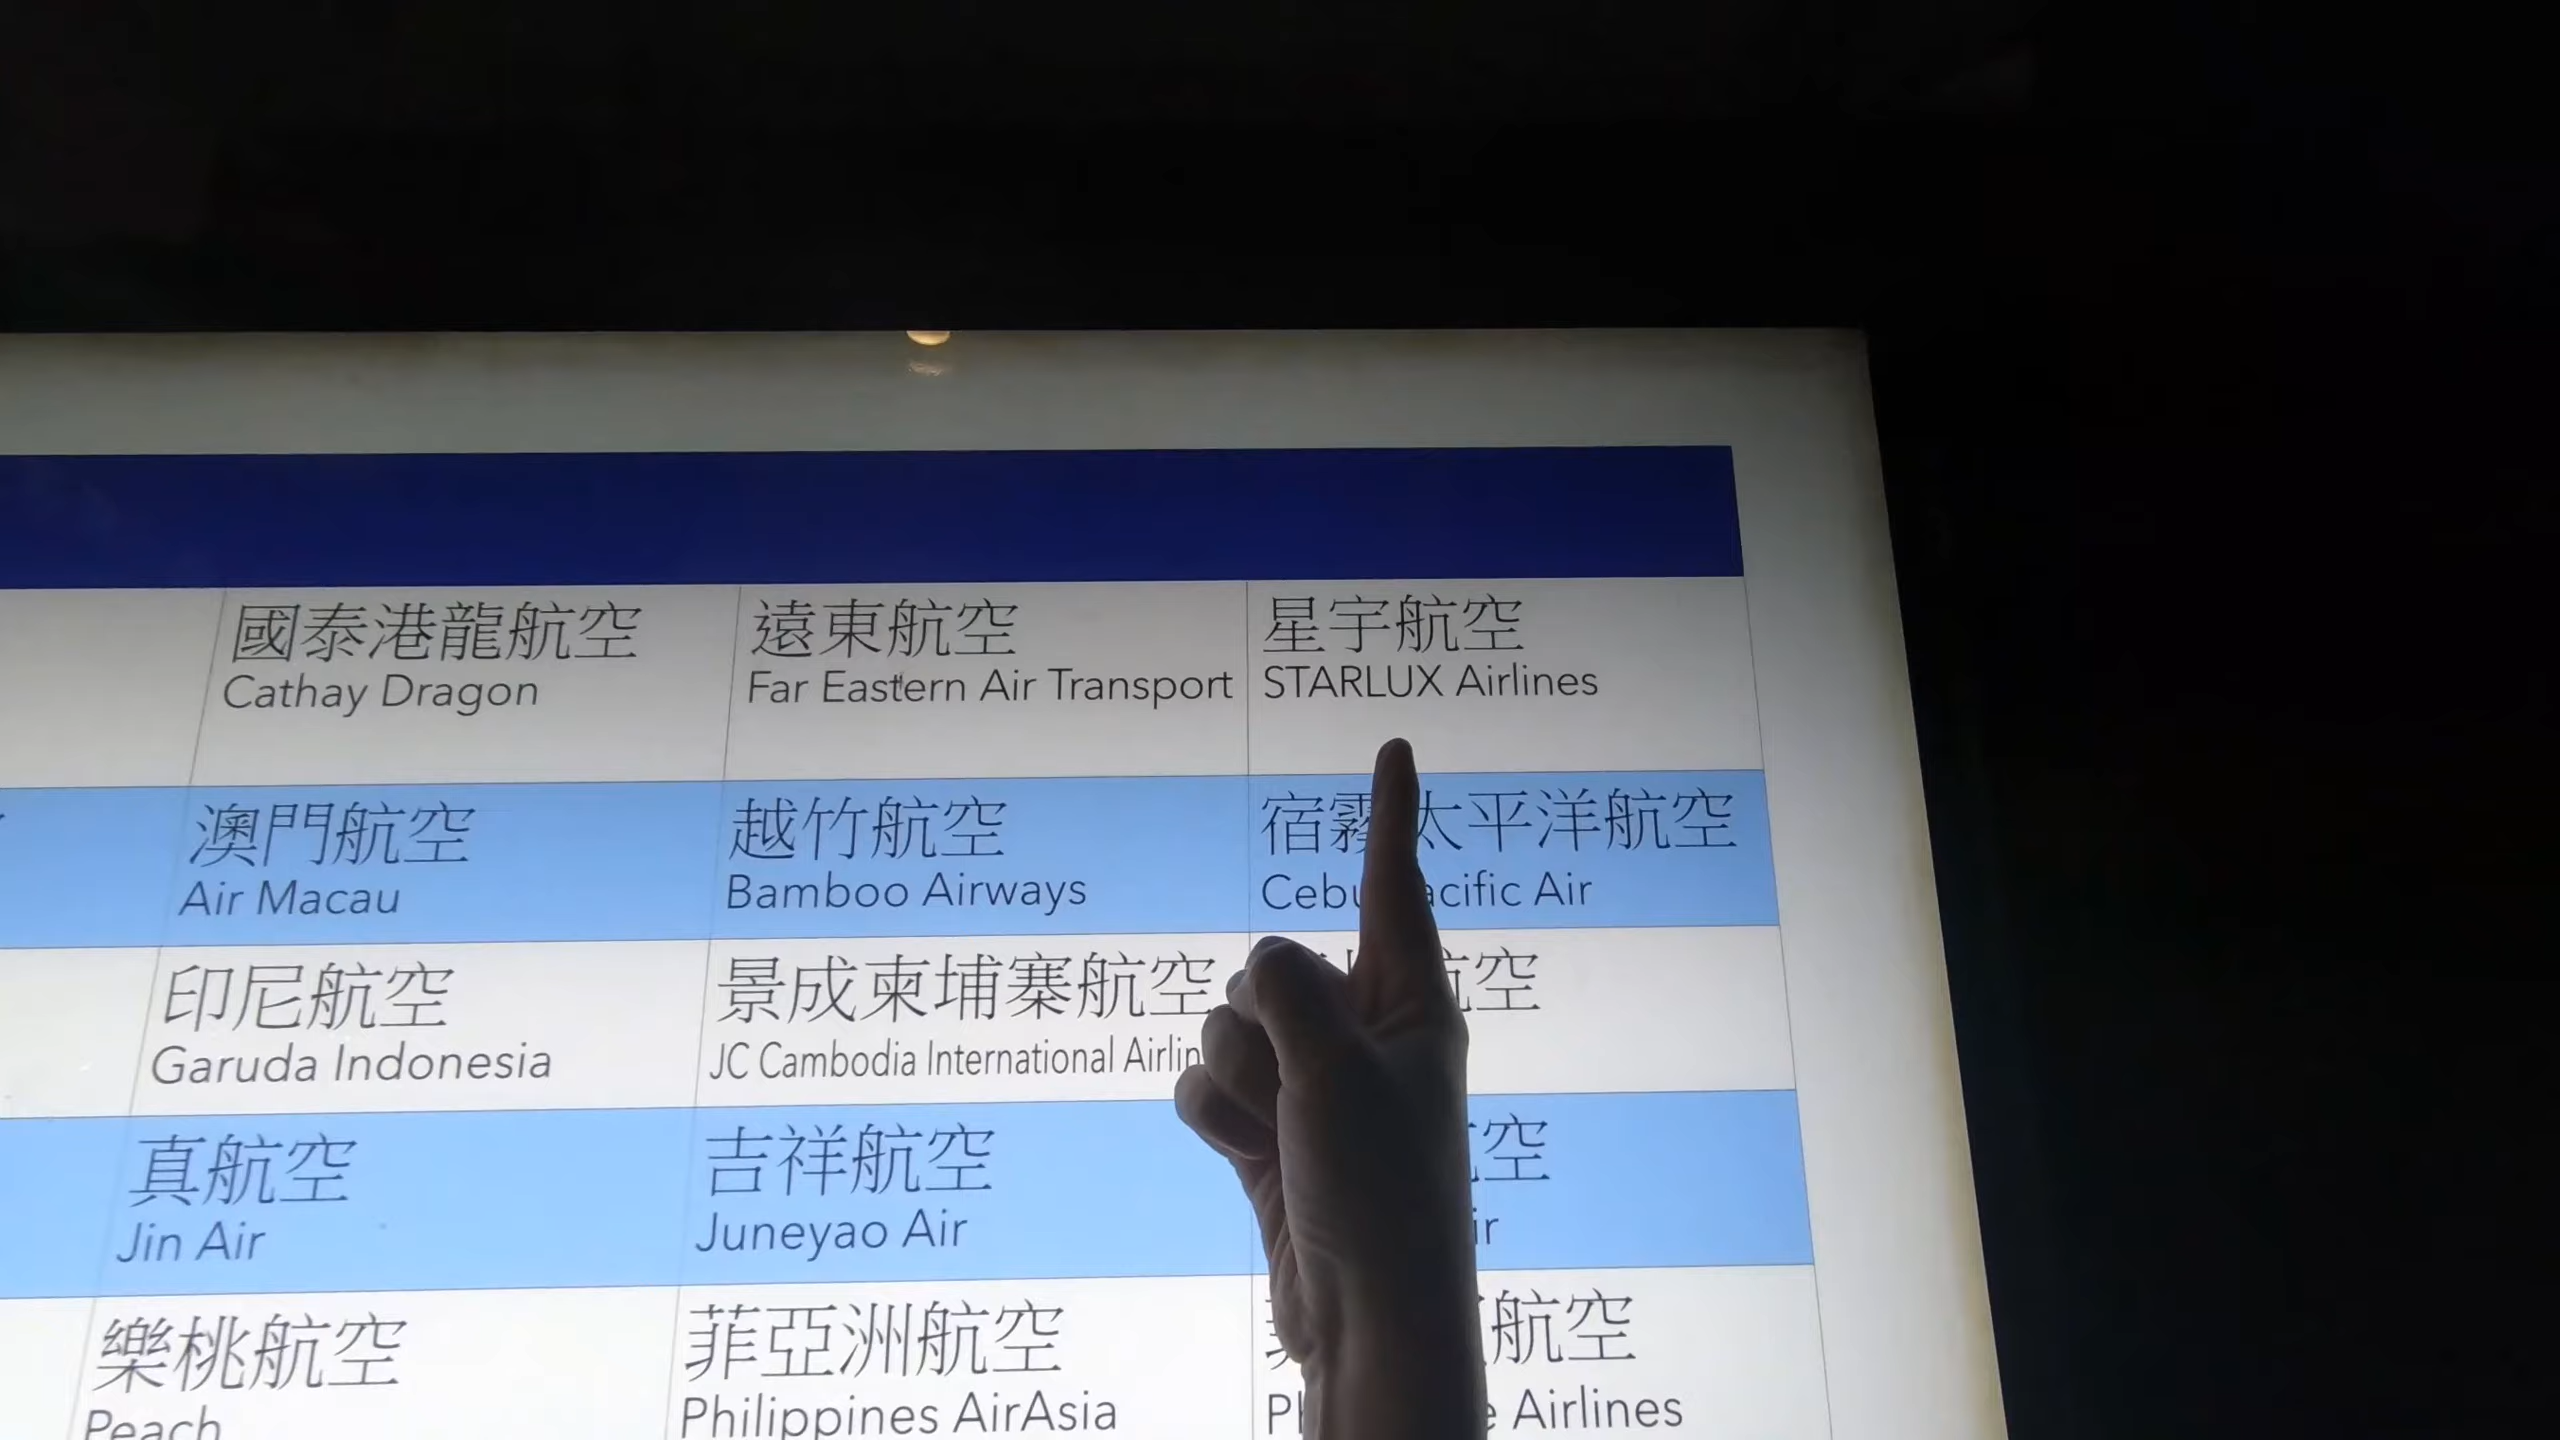 國泰港龍航空
Cathay Dragon
遠東航空
Far Eastern Air Transport
星宇航空
STARLUX Airlines
澳門航空
Air Macau
越竹航空
Bamboo Airways
宿霧太平洋航空
Cebu Pacific Air
印尼航空
Garuda Indonesia
景成柬埔寨航空
JC Cambodia International
航空
真航空
Jin Air
吉祥航空
Juneyao Air
空
樂桃航空
Peach
菲亞洲航空
Philippines AirAsia
航空
Airlines